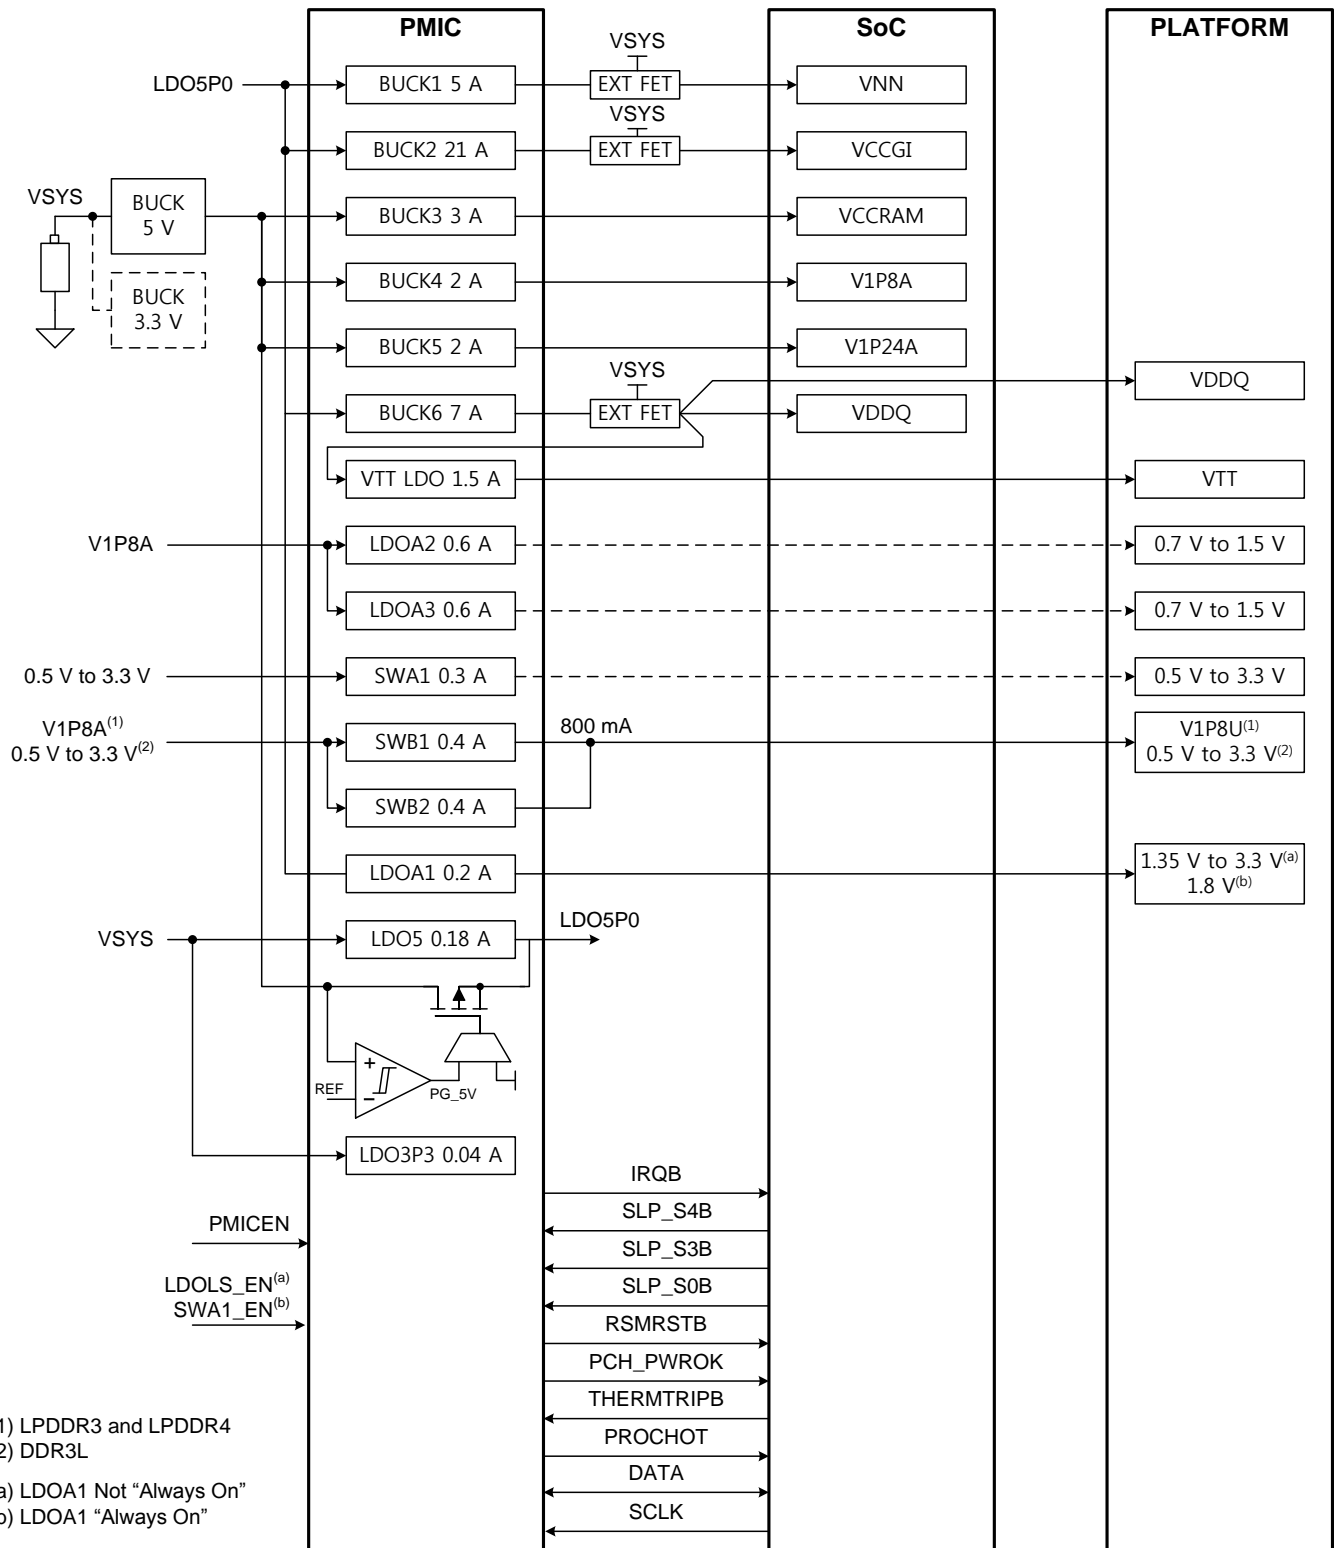 PMIC
SoC
PLATFORM
VSYS
LDO5P0
BUCK1 5 A
EXT FET
VNN
VSYS
BUCK2 21 A
EXT FET
VCCGI
VSYS
BUCK
5 V
BUCK3 3 A
VCCRAM
BUCK
3.3 V
BUCK4 2 A
V1P8A
BUCK5 2 A
V1P24A
VSYS
VDDQ
BUCK6 7 A
EXT FET
VDDQ
VTT LDO 1.5 A
VTT
V1P8A
LDOA2 0.6 A
0.7 V to 1.5 V
LDOA3 0.6 A
0.7 V to 1.5 V
0.5 V to 3.3 V
SWA1 0.3 A
0.5 V to 3.3 V
V1P8A(1)
0.5 V to 3.3 V(2)
SWB1 0.4 A
800 mA
V1P8U(1)
0.5 V to 3.3 V(2)
SWB2 0.4 A
LDOA1 0.2 A
1.35 V to 3.3 V(a)
1.8 V(b)
VSYS
LDO5 0.18 A
LDO5P0
+
REF
−
PG_5V
LDO3P3 0.04 A
IRQB
SLP_S4B
PMICEN
SLP_S3B
LDOLS_EN(a)
SWA1_EN(b)
SLP_S0B
RSMRSTB
PCH_PWROK
THERMTRIPB
PROCHOT
DATA
SCLK
1) LPDDR3 and LPDDR4
2) DDR3L
a) LDOA1 Not “Always On”
b) LDOA1 “Always On”